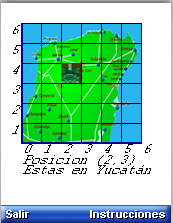 6
5
4
3
2
1
0 1 2 3 4 5 6
Posicion (2,3)
Estas en Yucatán
Salir Instrucciones